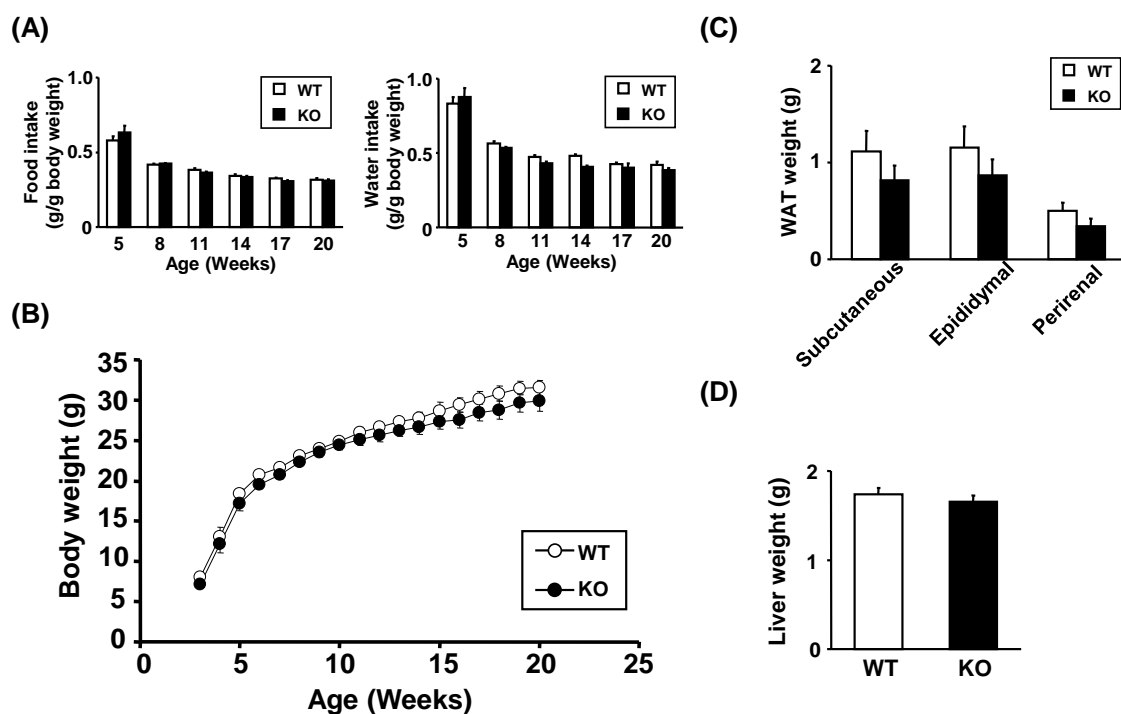 (A)
Food intake
(g/g body weight)
1.0
0.5
0
WT
KO
5 8 11 14 17 20
Age (Weeks)
Water intake
(g/g body weight)
1.0
0.5
0
WT
KO
5 8 11 14 17 20
Age (Weeks)
(B)
Body weight (g)
35
30
25
20
15
10
5
0
WT
KO
0 5 10 15 20 25
Age (Weeks)
(C)
WAT weight (g)
2
1
0
WT
KO
Subcutaneous
Epididymal
Perirenal
(D)
Liver weight (g)
2
1
0
WT KO